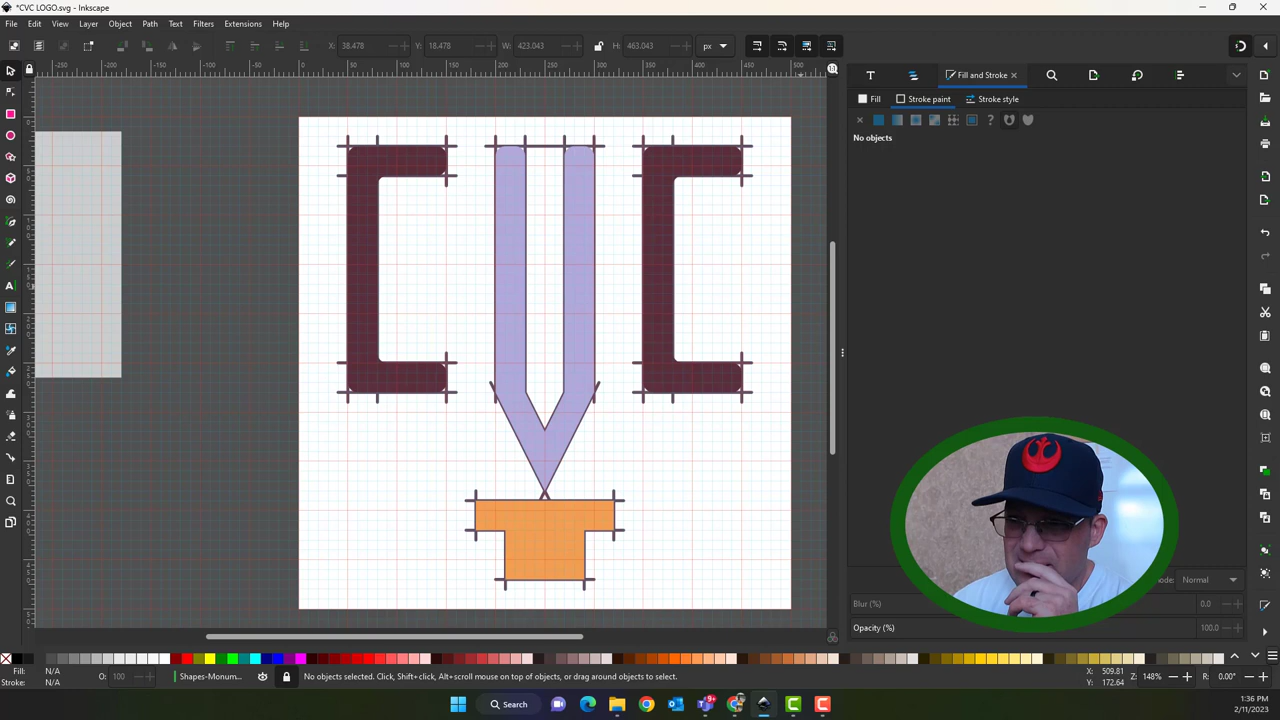 *CVC LOGO.svg - Inkscape
File Edit View Layer Object Path Text Filters Extensions Help
X: 38.478 Y: 18.478 W: 423.043 H: 463.043 px
Fill and Stroke
Fill Stroke paint Stroke style
No objects
CVC
Mode: Normal
Blur (%) 0.0
Opacity (%) 100.0
Fill: N/A
Stroke: N/A
O: 100
Shapes-Monum...
No objects selected. Click, Shift+click, Alt+scroll mouse on top of objects, or drag around objects to select.
X: 509.81
Y: 172.64
Z: 148%
R: 0.00°
Search
1:36 PM
2/11/2023